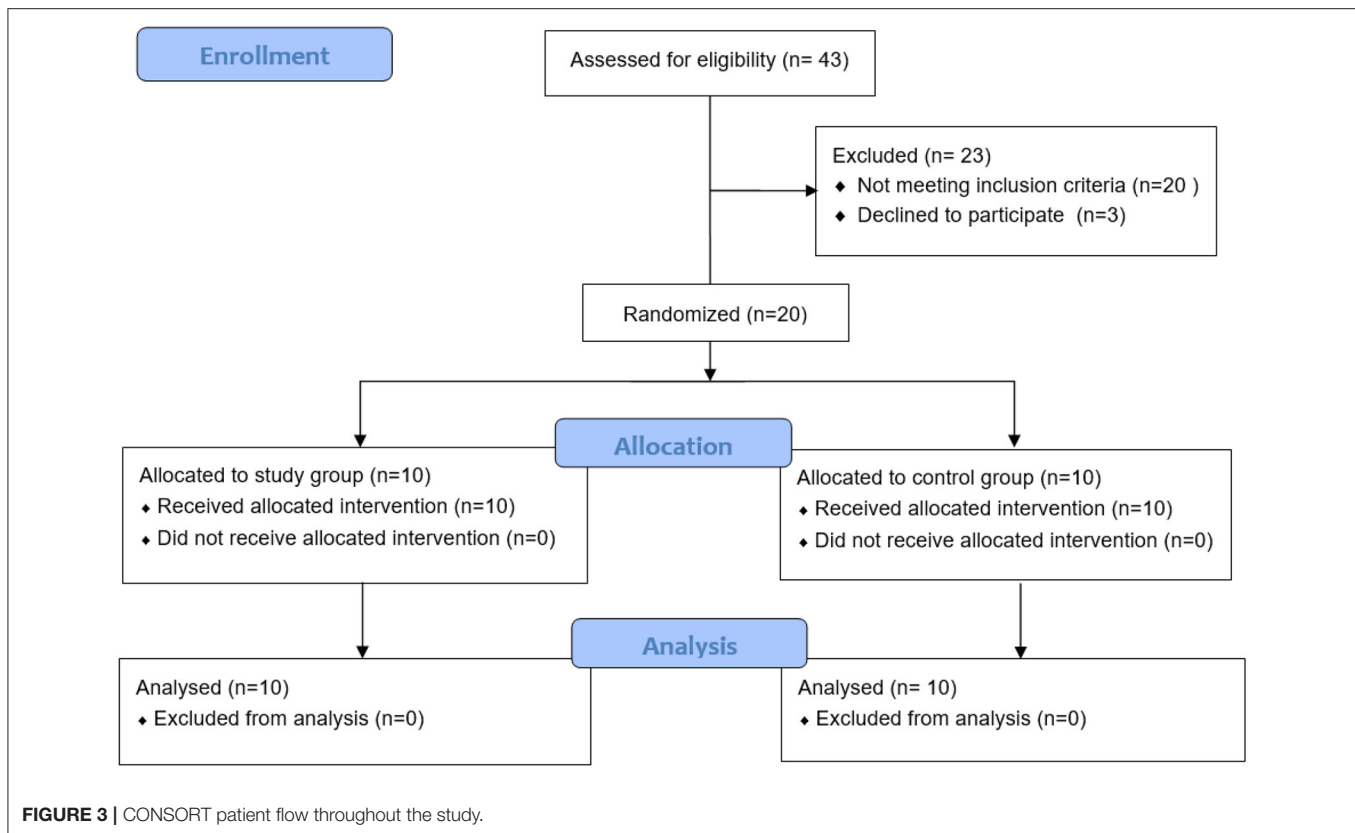 Enrollment
Assessed for eligibility (n= 43)
Excluded (n= 23)
♦ Not meeting inclusion criteria (n=20 )
♦ Declined to participate (n=3)
Randomized (n=20)
Allocation
Allocated to study group (n=10)
♦ Received allocated intervention (n=10)
♦ Did not receive allocated intervention (n=0)
Allocated to control group (n=10)
♦ Received allocated intervention (n=10)
♦ Did not receive allocated intervention (n=0)
Analysis
Analysed (n=10)
♦ Excluded from analysis (n=0)
Analysed (n= 10)
♦ Excluded from analysis (n=0)
FIGURE 3 | CONSORT patient flow throughout the study.